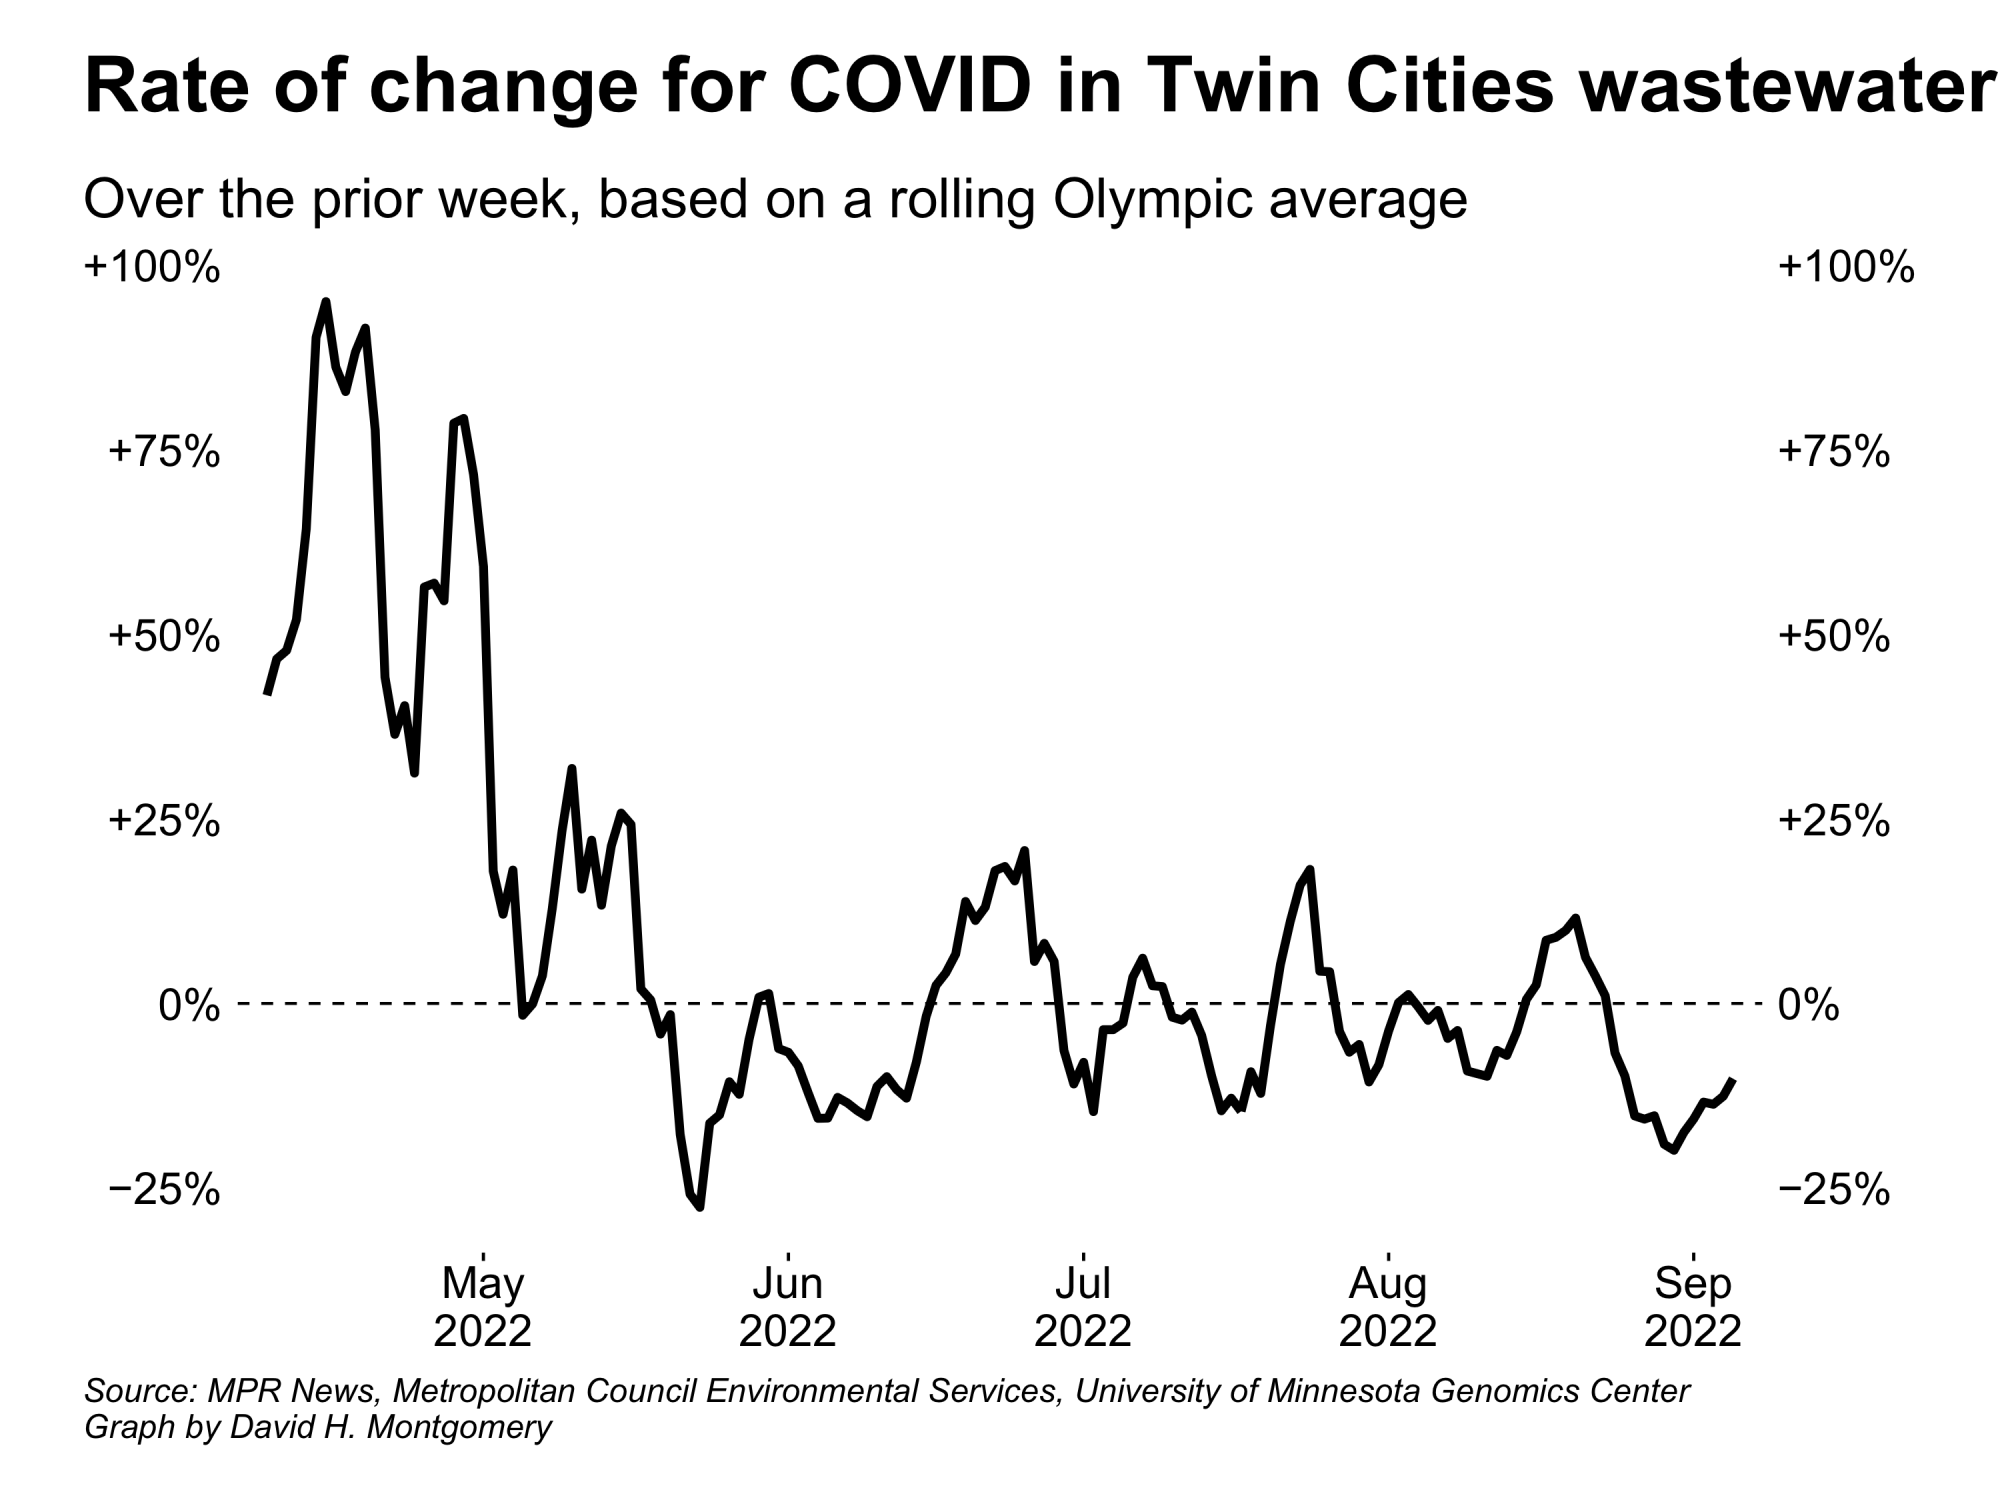 Rate of change for COVID in Twin Cities wastewater
Over the prior week, based on a rolling Olympic average
+100% +100%
+75% +75%
+50% +50%
+25% +25%
0% 0%
−25% −25%
May Jun Jul Aug Sep
2022 2022 2022 2022 2022
Source: MPR News, Metropolitan Council Environmental Services, University of Minnesota Genomics Center
Graph by David H. Montgomery